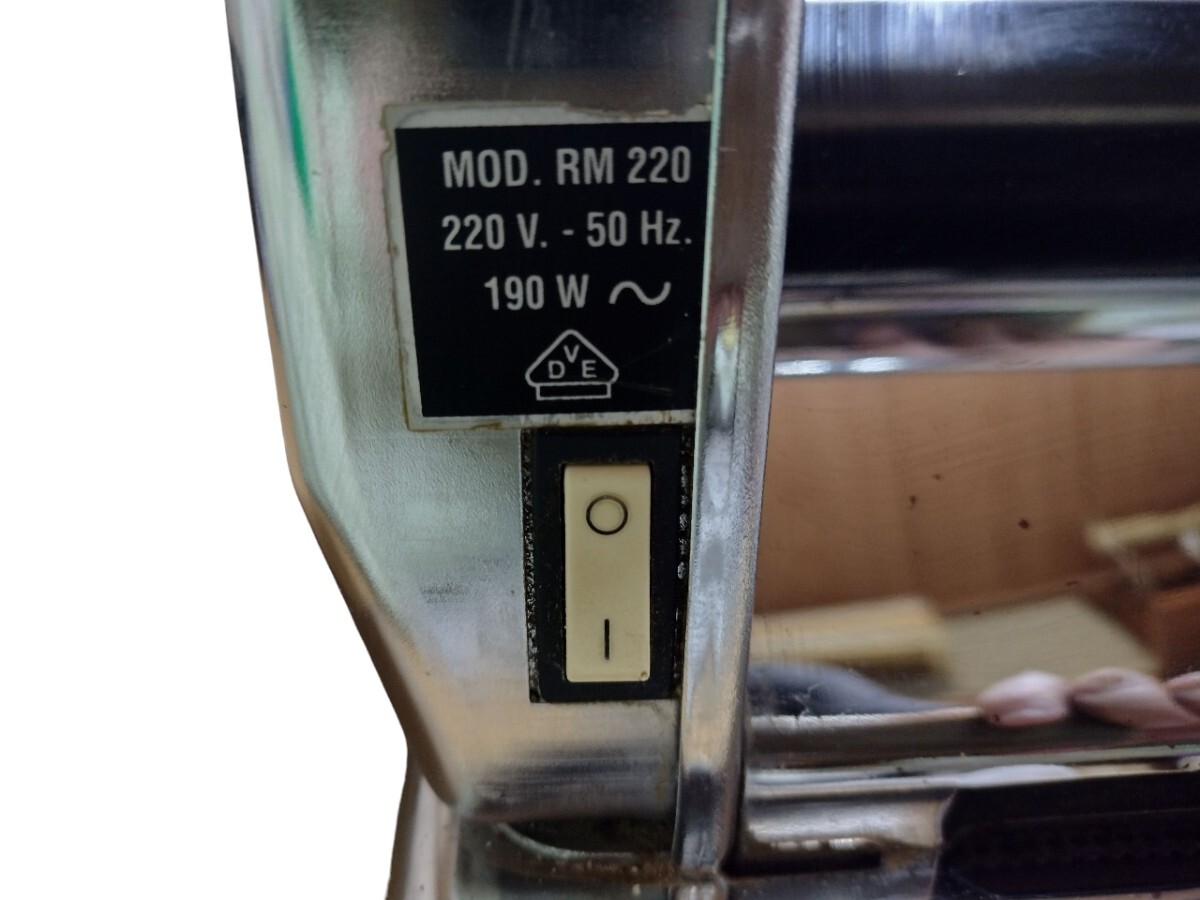 MOD. RM 220
220 V. - 50 Hz.
190 W ~
VDE
O
I